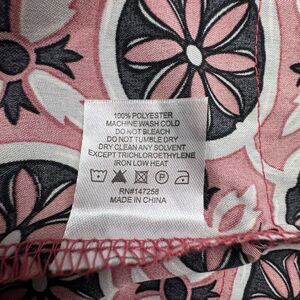 100% POLYESTER
MACHINE WASH COLD
DO NOT BLEACH
DO NOT TUMBLE DRY
DRY CLEAN ANY SOLVENT
EXCEPT TRICHLOROETHYLENE
IRON LOW HEAT
RN#147258
MADE IN CHINA